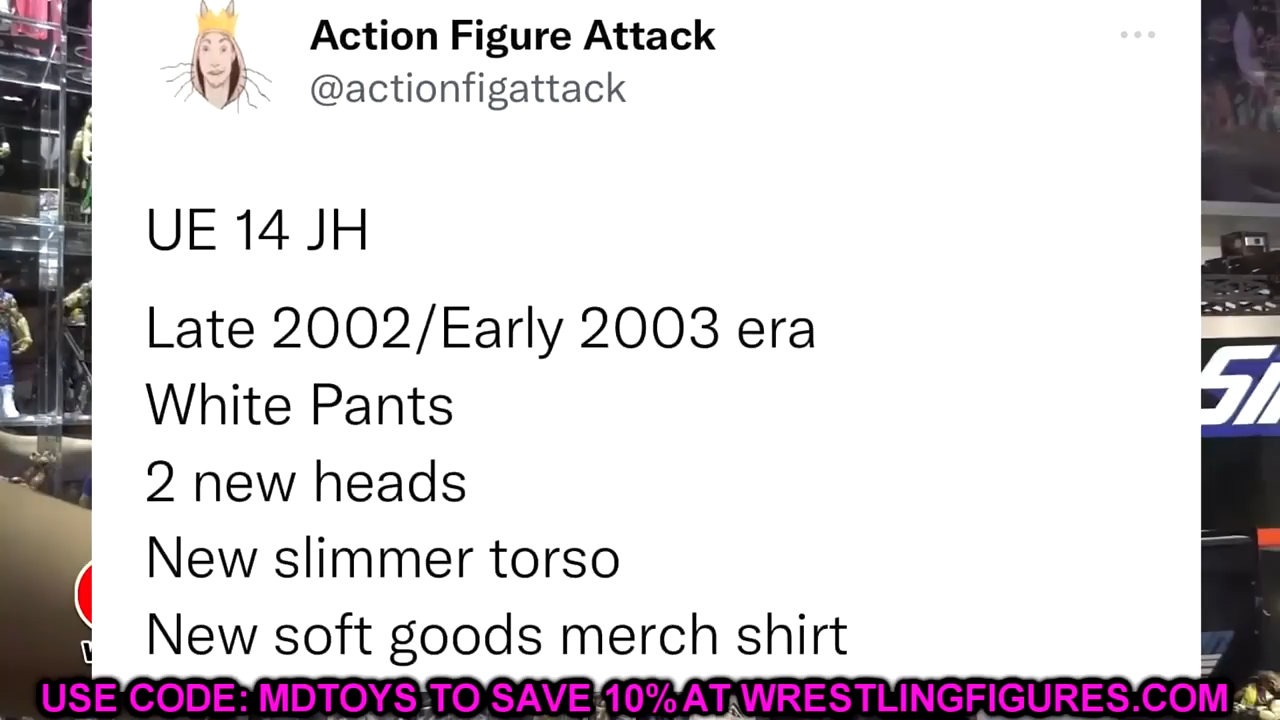 Action Figure Attack
@actionfigattack
UE 14 JH
Late 2002/Early 2003 era
White Pants
2 new heads
New slimmer torso
New soft goods merch shirt
USE CODE: MDTOYS TO SAVE 10% AT WRESTLINGFIGURES.COM